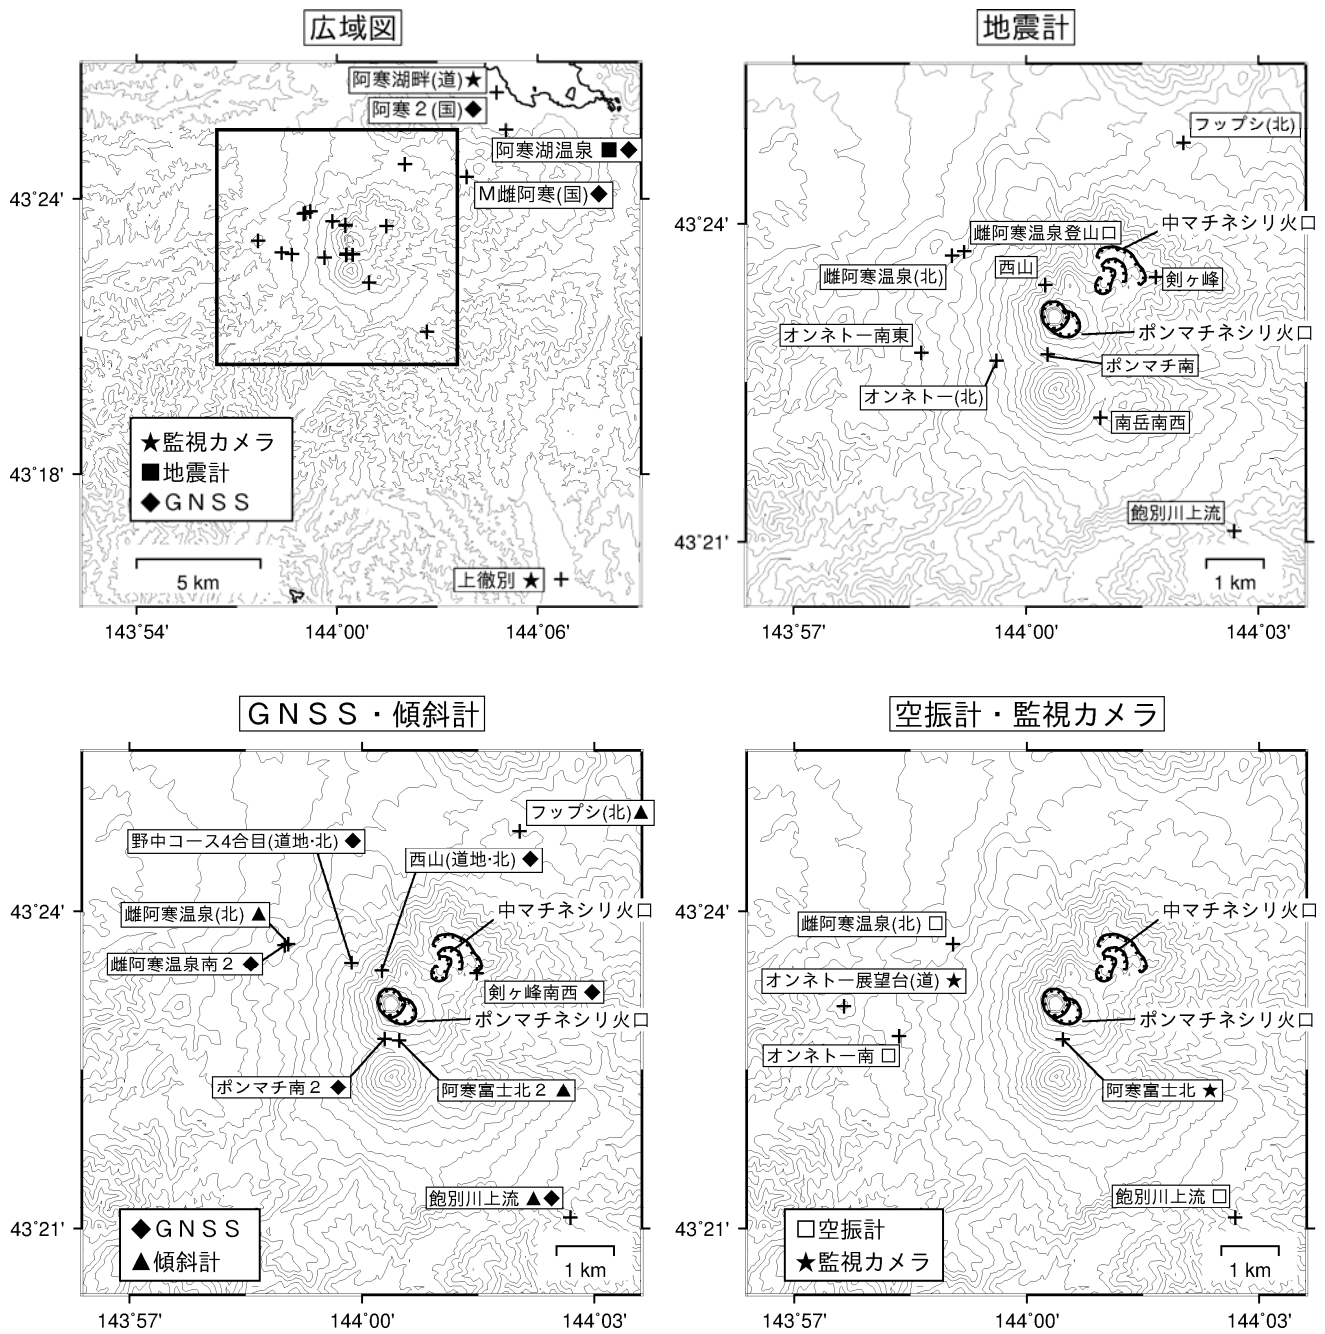 広域図
阿寒湖畔(道)★
阿寒２(国)◆
阿寒湖温泉 ■◆
Ｍ雌阿寒(国)◆
43˚24'
43˚18'
★監視カメラ
■地震計
◆ＧＮＳＳ
5 km
上徹別 ★
143˚54'
144˚00'
144˚06'
地震計
フップシ(北)
43˚24'
中マチネシリ火口
雌阿寒温泉登山口
雌阿寒温泉(北)
西山
剣ヶ峰
オンネトー南東
ポンマチネシリ火口
ポンマチ南
オンネトー(北)
南岳南西
飽別川上流
43˚21'
1 km
143˚57'
144˚00'
144˚03'
ＧＮＳＳ・傾斜計
フップシ(北)▲
野中コース4合目(道地･北) ◆
西山(道地･北) ◆
43˚24'
雌阿寒温泉(北) ▲
中マチネシリ火口
雌阿寒温泉南２ ◆
剣ヶ峰南西 ◆
ポンマチネシリ火口
ポンマチ南２ ◆
阿寒富士北２ ▲
飽別川上流 ▲◆
43˚21'
◆ＧＮＳＳ
▲傾斜計
1 km
143˚57'
144˚00'
144˚03'
空振計・監視カメラ
43˚24'
中マチネシリ火口
雌阿寒温泉(北) □
オンネトー展望台(道) ★
ポンマチネシリ火口
オンネトー南 □
阿寒富士北 ★
飽別川上流 □
43˚21'
□空振計
★監視カメラ
1 km
143˚57'
144˚00'
144˚03'